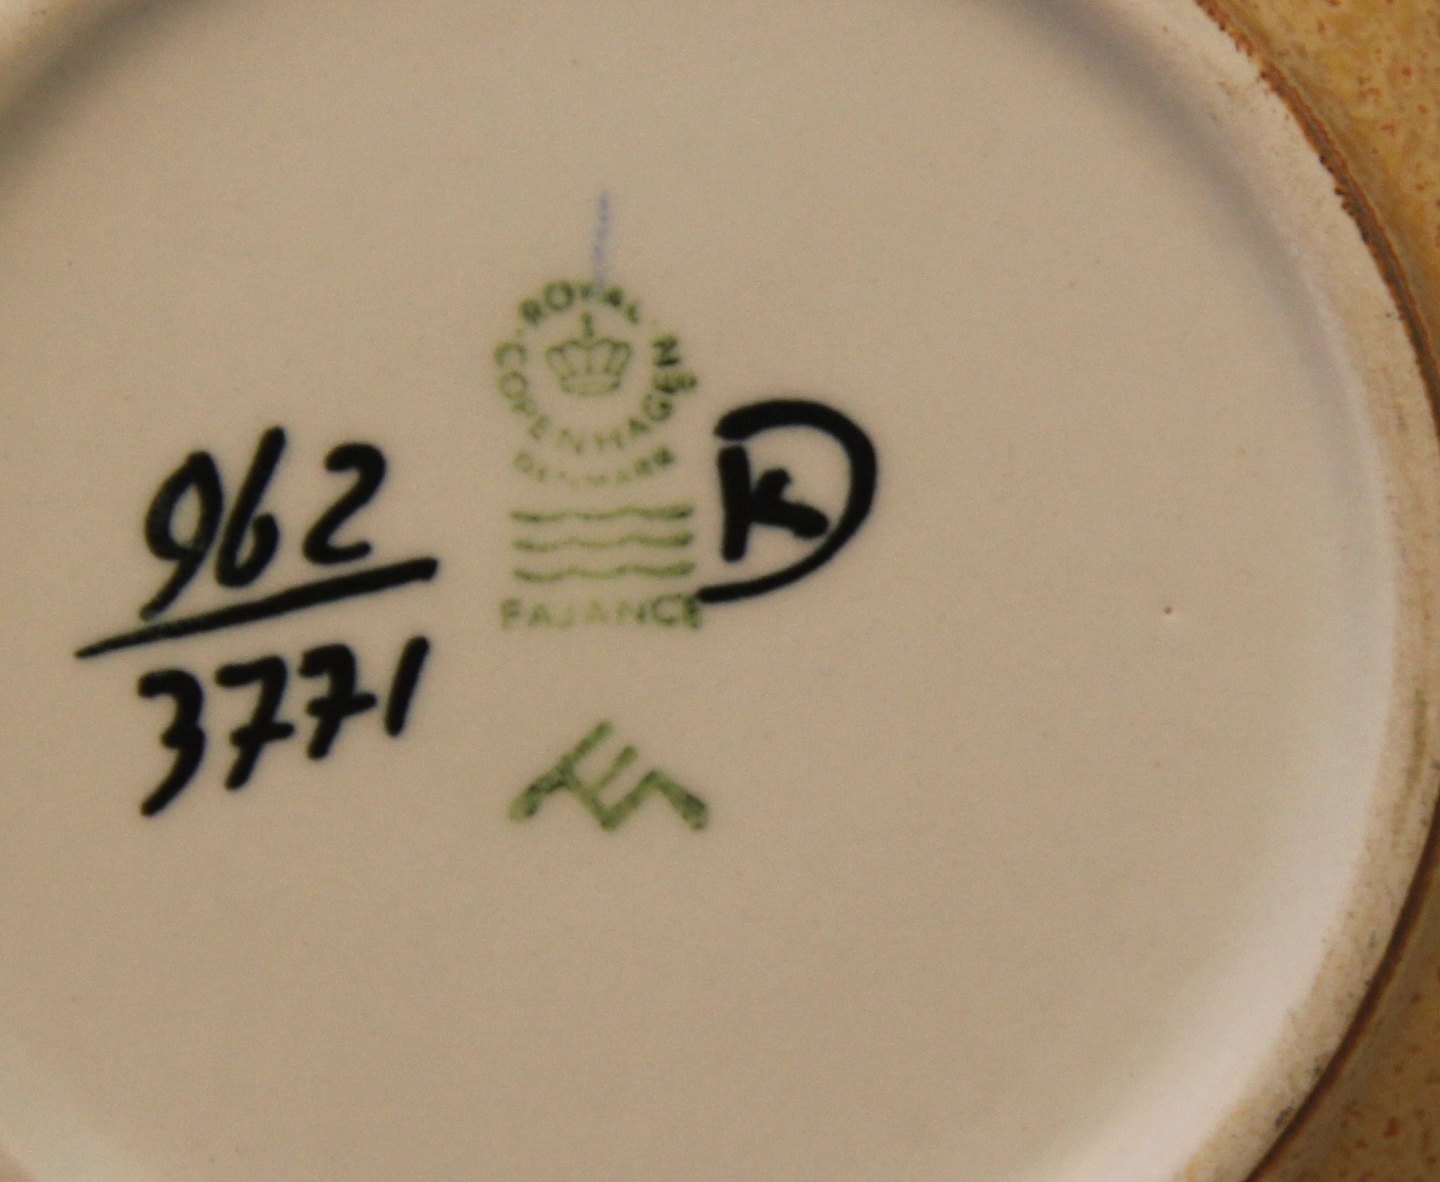 ROYAL
COPENHAGEN
DENMARK
FAJANCE
962
3771
K